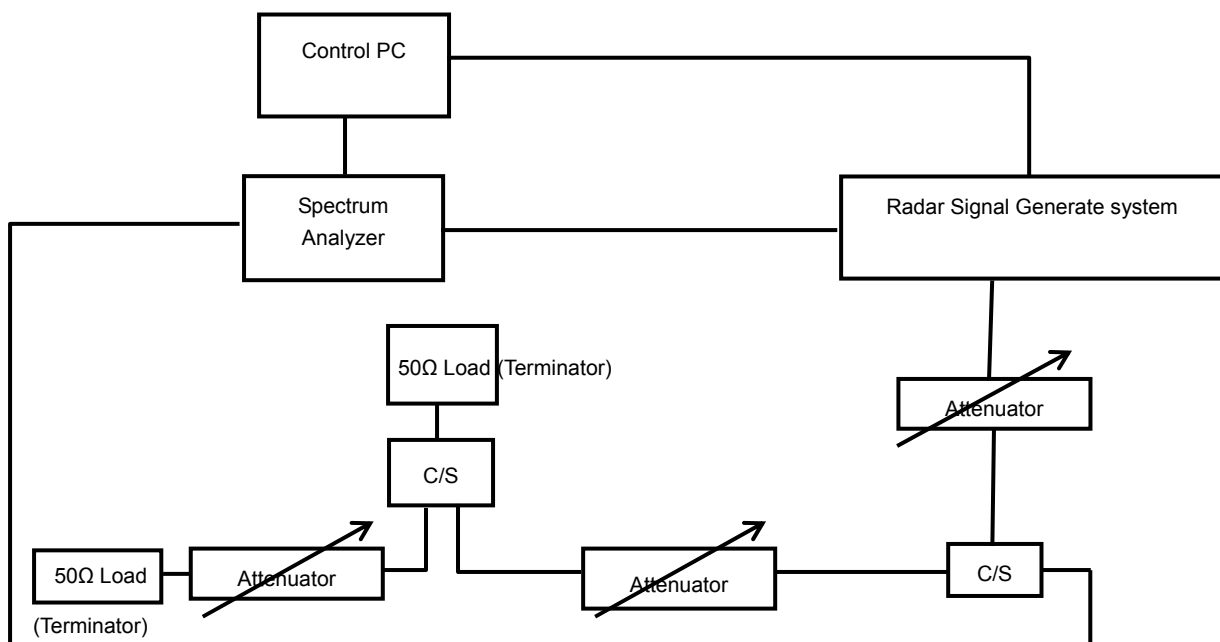 Control PC
Spectrum
Analyzer
Radar Signal Generate system
50Ω Load (Terminator)
Attenuator
C/S
50Ω Load
(Terminator)
Attenuator
Attenuator
C/S